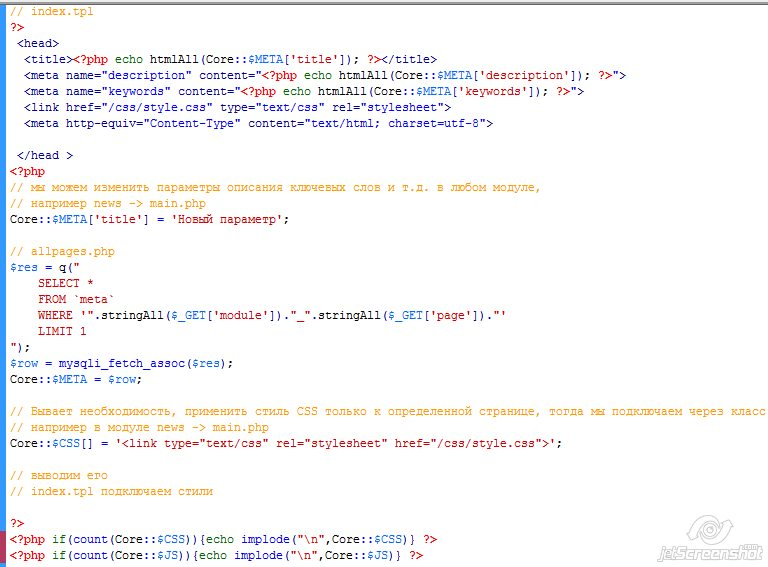 // index.tpl
?>
<head>
<title><?php echo htmlAll(Core::$META['title']); ?></title>
<meta name="description" content="<?php echo htmlAll(Core::$META['description']); ?>">
<meta name="keywords" content="<?php echo htmlAll(Core::$META['keywords']); ?>">
<link href="/css/style.css" type="text/css" rel="stylesheet">
<meta http-equiv="Content-Type" content="text/html; charset=utf-8">
</head >
<?php
// мы можем изменить параметры описания ключевых слов и т.д. в любом модуле,
// например news -> main.php
Core::$META['title'] = 'Новый параметр';
// allpages.php
$res = q("
SELECT *
FROM `meta`
WHERE '".stringAll($_GET['module'])."_".stringAll($_GET['page'])."'
LIMIT 1
");
$row = mysqli_fetch_assoc($res);
Core::$META = $row;
// Бывает необходимость, применить стиль CSS только к определенной странице, тогда мы подключаем через класс
// например в модуле news -> main.php
Core::$CSS[] = '<link type="text/css" rel="stylesheet" href="/css/style.css">';
// выводим его
// index.tpl подключаем стили
?>
<?php if(count(Core::$CSS)){echo implode("\n",Core::$CSS)} ?>
<?php if(count(Core::$JS)){echo implode("\n",Core::$JS)} ?>
jetScreenshot
.com